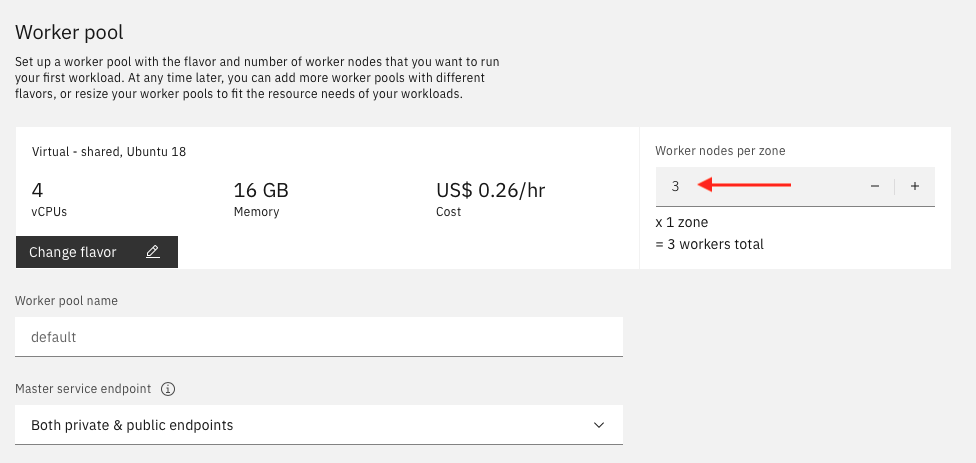 Worker pool
Set up a worker pool with the flavor and number of worker nodes that you want to run
your first workload. At any time later, you can add more worker pools with different
flavors, or resize your worker pools to fit the resource needs of your workloads.
Virtual - shared, Ubuntu 18
4
vCPUs
16 GB
Memory
US$ 0.26/hr
Cost
Change flavor
Worker nodes per zone
3
x 1 zone
= 3 workers total
Worker pool name
default
Master service endpoint
Both private & public endpoints